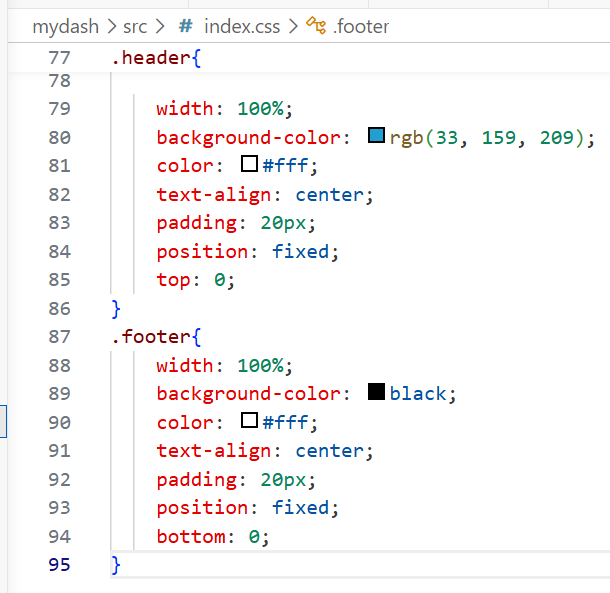 mydash > src > # index.css > .footer
77 .header{
78
79 width: 100%;
80 background-color: rgb(33, 159, 209);
81 color: #fff;
82 text-align: center;
83 padding: 20px;
84 position: fixed;
85 top: 0;
86 }
87 .footer{
88 width: 100%;
89 background-color: black;
90 color: #fff;
91 text-align: center;
92 padding: 20px;
93 position: fixed;
94 bottom: 0;
95 }